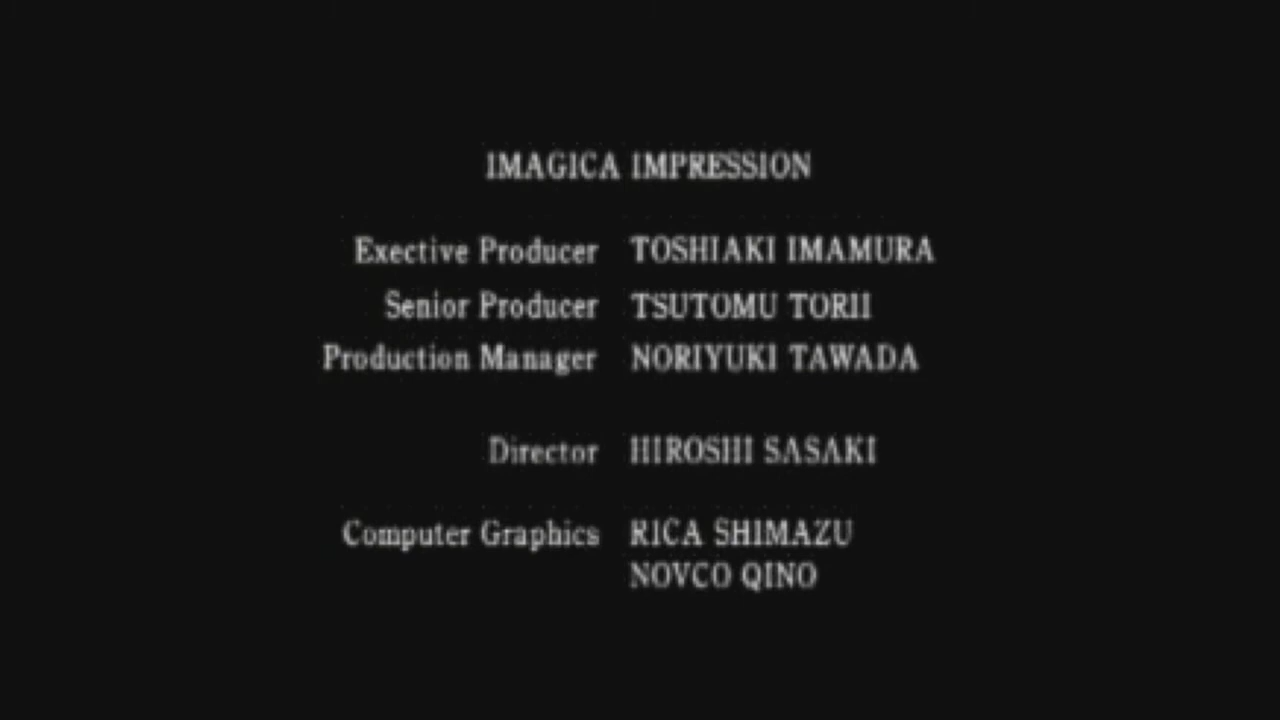 IMAGICA IMPRESSION
Exective Producer TOSHIAKI IMAMURA
Senior Producer TSUTOMU TORII
Production Manager NORIYUKI TAWADA
Director HIROSHI SASAKI
Computer Graphics RICA SHIMAZU
NOVCO QINO